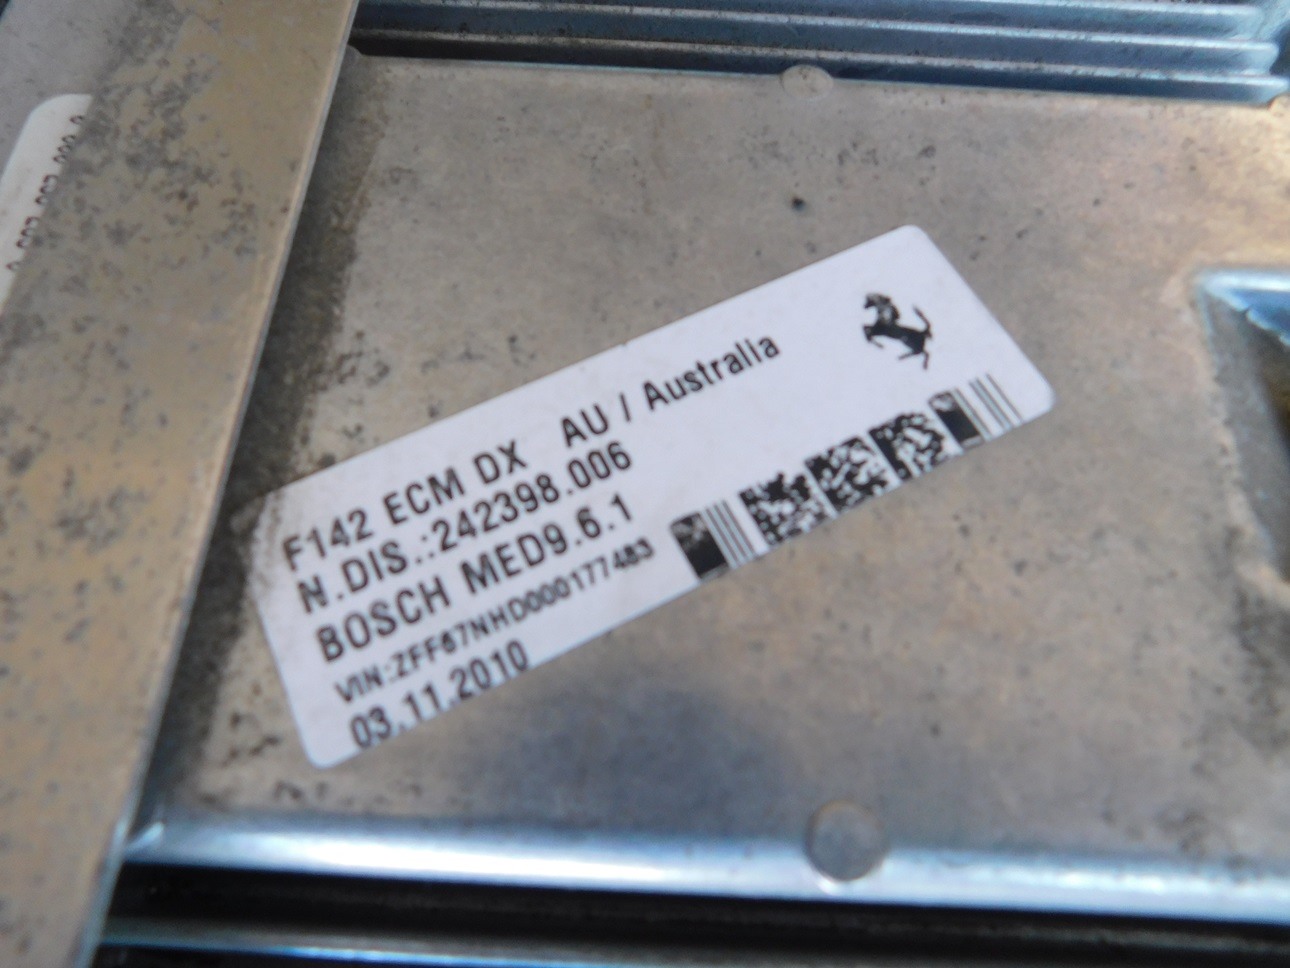 F142 ECM DX AU / Australia
N.DIS.:242398.006
BOSCH MED9.6.1
VIN:ZFF67NHD000177483
03.11.2010